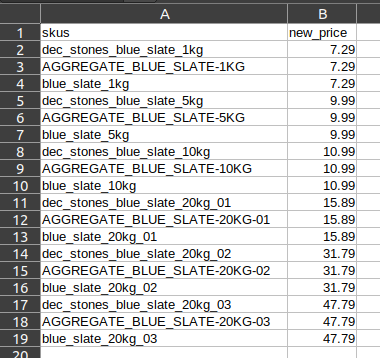 A B
1 skus new_price
2 dec_stones_blue_slate_1kg 7.29
3 AGGREGATE_BLUE_SLATE-1KG 7.29
4 blue_slate_1kg 7.29
5 dec_stones_blue_slate_5kg 9.99
6 AGGREGATE_BLUE_SLATE-5KG 9.99
7 blue_slate_5kg 9.99
8 dec_stones_blue_slate_10kg 10.99
9 AGGREGATE_BLUE_SLATE-10KG 10.99
10 blue_slate_10kg 10.99
11 dec_stones_blue_slate_20kg_01 15.89
12 AGGREGATE_BLUE_SLATE-20KG-01 15.89
13 blue_slate_20kg_01 15.89
14 dec_stones_blue_slate_20kg_02 31.79
15 AGGREGATE_BLUE_SLATE-20KG-02 31.79
16 blue_slate_20kg_02 31.79
17 dec_stones_blue_slate_20kg_03 47.79
18 AGGREGATE_BLUE_SLATE-20KG-03 47.79
19 blue_slate_20kg_03 47.79
20